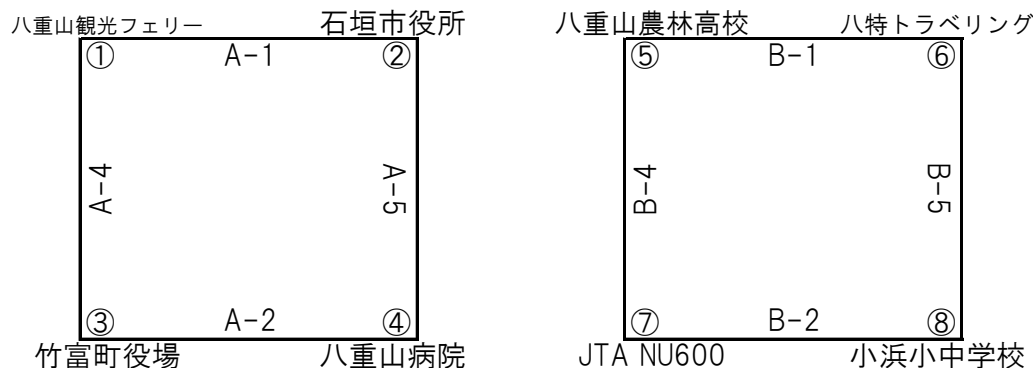 八重山観光フェリー 石垣市役所 八重山農林高校 八特トラベリング
① A-1 ② ⑤ B-1 ⑥
A-4 A-5 B-4 B-5
③ A-2 ④ ⑦ B-2 ⑧
竹富町役場 八重山病院 JTA NU600 小浜小中学校